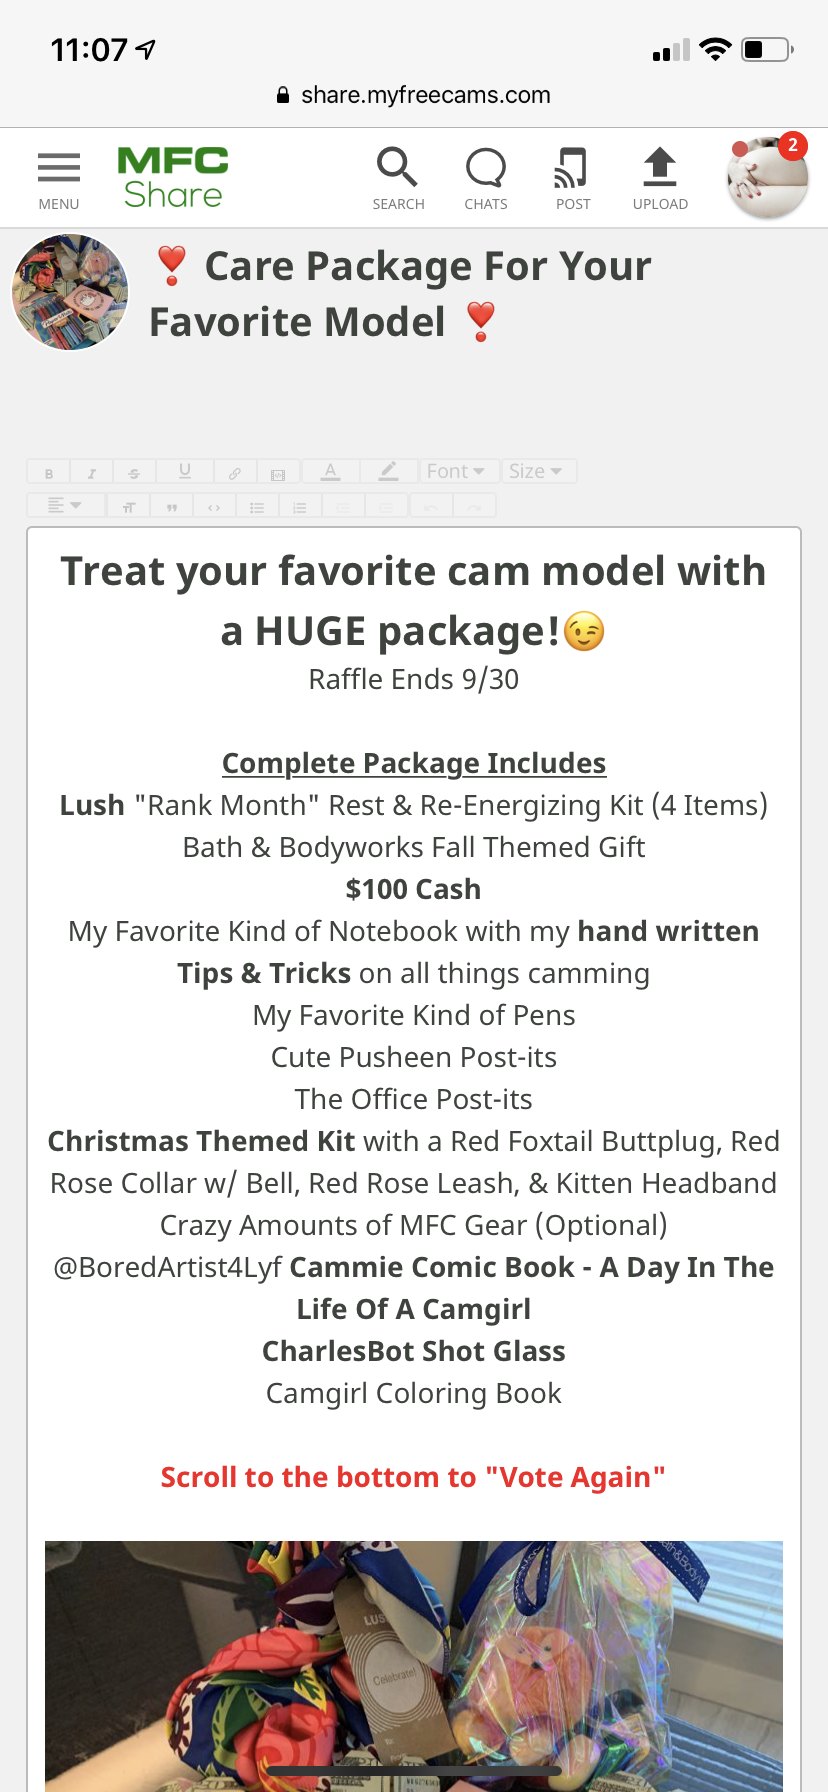 11:07
share.myfreecams.com
MENU
MFC
Share
SEARCH
CHATS
POST
UPLOAD
2
❣️ Care Package For Your
Favorite Model ❣️
B I S U A Font Size
Treat your favorite cam model with
a HUGE package!😉
Raffle Ends 9/30
Complete Package Includes
Lush "Rank Month" Rest & Re-Energizing Kit (4 Items)
Bath & Bodyworks Fall Themed Gift
$100 Cash
My Favorite Kind of Notebook with my hand written
Tips & Tricks on all things camming
My Favorite Kind of Pens
Cute Pusheen Post-its
The Office Post-its
Christmas Themed Kit with a Red Foxtail Buttplug, Red
Rose Collar w/ Bell, Red Rose Leash, & Kitten Headband
Crazy Amounts of MFC Gear (Optional)
@BoredArtist4Lyf Cammie Comic Book - A Day In The
Life Of A Camgirl
CharlesBot Shot Glass
Camgirl Coloring Book
Scroll to the bottom to "Vote Again"
LUS
Celebrate!
To: